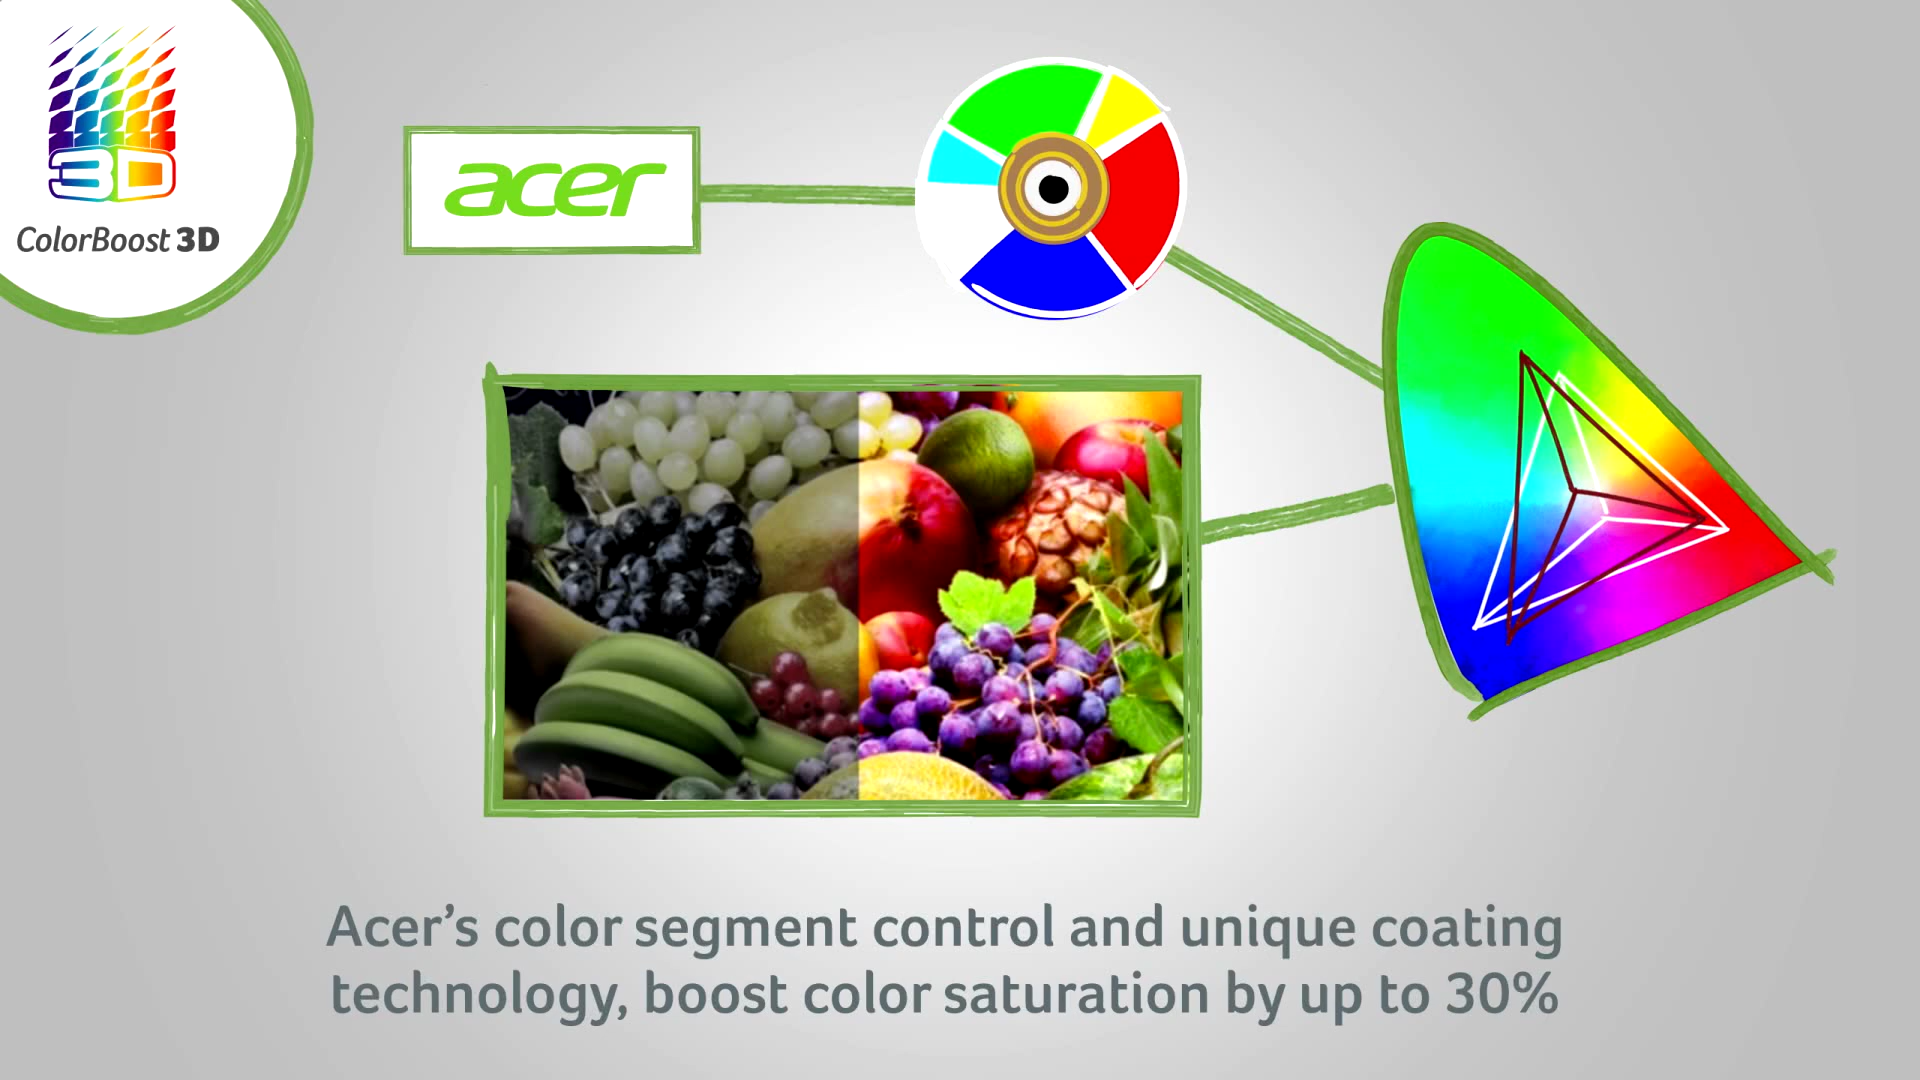 3D
ColorBoost 3D
acer
Acer’s color segment control and unique coating
technology, boost color saturation by up to 30%